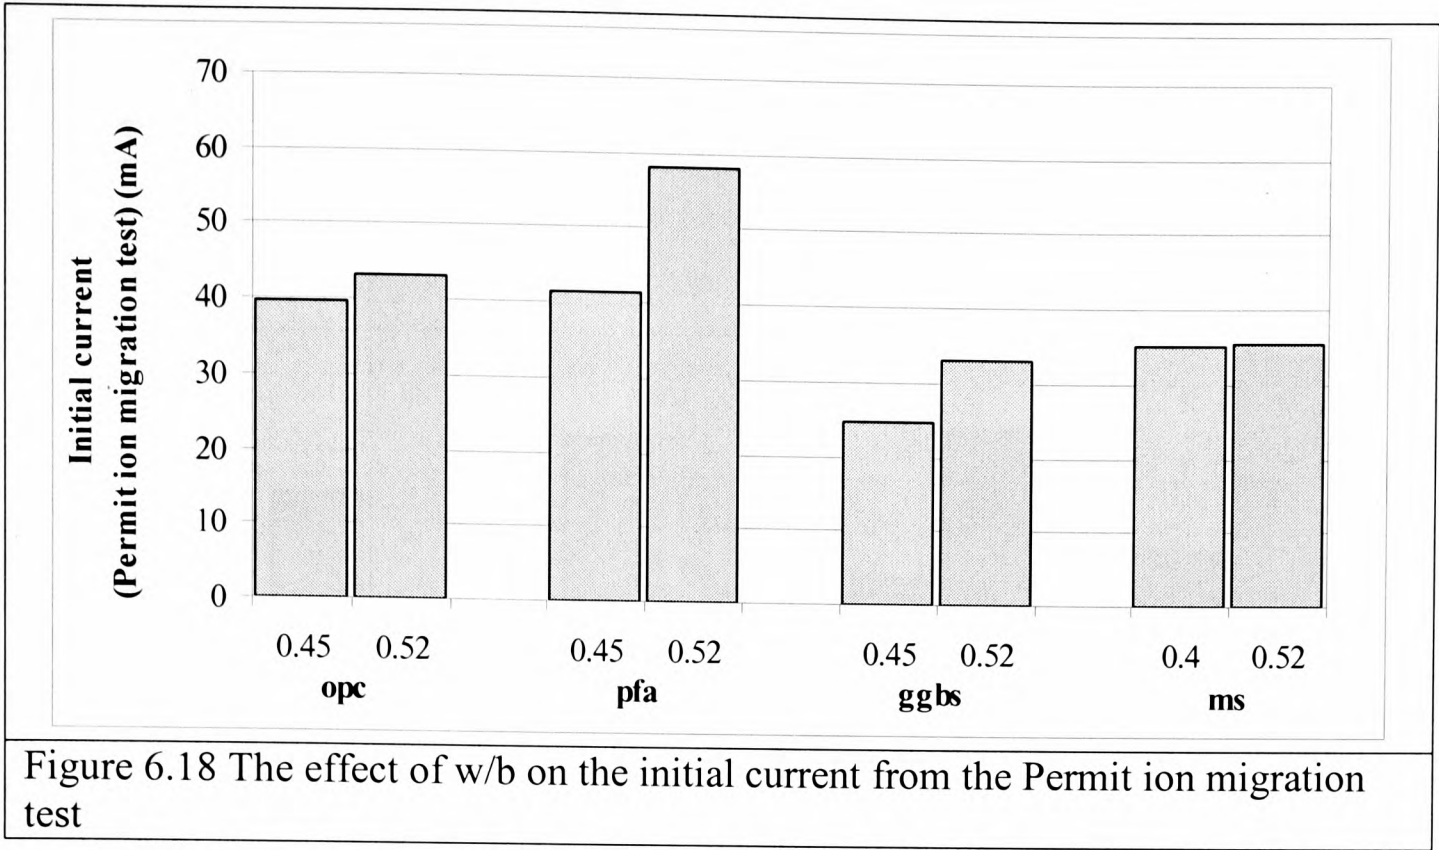 70
60
50
40
30
20
10
0
Initial current
(Permit ion migration test) (mA)
0.45 0.52 0.45 0.52 0.45 0.52 0.4 0.52
opc pfa ggbs ms
Figure 6.18 The effect of w/b on the initial current from the Permit ion migration
test